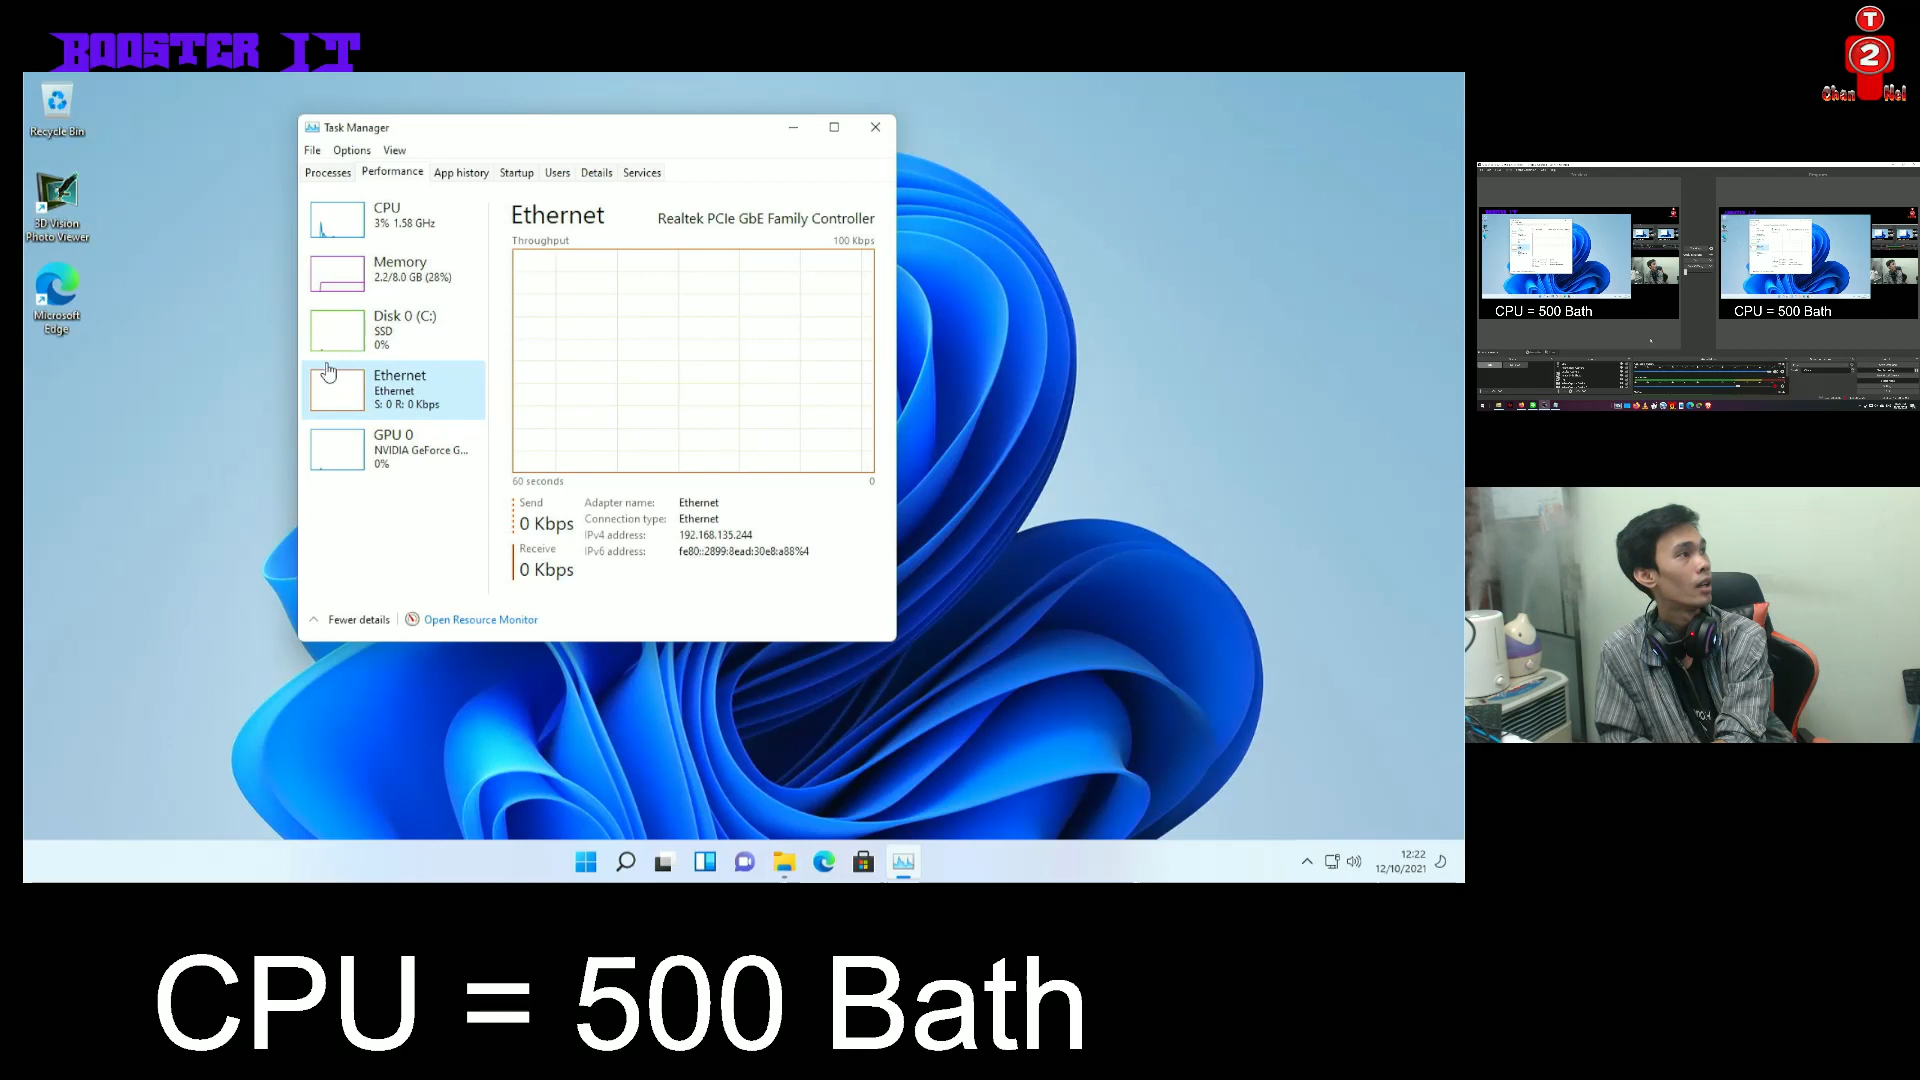 BOOSTER IT
T
2
Chan Nel
Recycle Bin
3D Vision
Photo Viewer
Microsoft
Edge
Task Manager
File Options View
Processes Performance App history Startup Users Details Services
CPU
3% 1.58 GHz
Memory
2.2/8.0 GB (28%)
Disk 0 (C:)
SSD
0%
Ethernet
Ethernet
S: 0 R: 0 Kbps
GPU 0
NVIDIA GeForce G...
0%
Ethernet Realtek PCIe GbE Family Controller
Throughput 100 Kbps
60 seconds 0
Send
0 Kbps
Receive
0 Kbps
Adapter name: Ethernet
Connection type: Ethernet
IPv4 address: 192.168.135.244
IPv6 address: fe80::2899:8ead:30e8:a88%4
Fewer details Open Resource Monitor
12:22
12/10/2021
CPU = 500 Bath
CPU = 500 Bath
CPU = 500 Bath